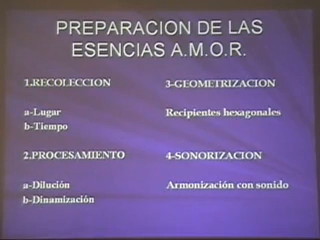 PREPARACION DE LAS
ESENCIAS A.M.O.R.
1.RECOLECCION
a-Lugar
b-Tiempo
2.PROCESAMIENTO
a-Dilución
b-Dinamización
3-GEOMETRIZACION
Recipientes hexagonales
4-SONORIZACION
Armonización con sonido